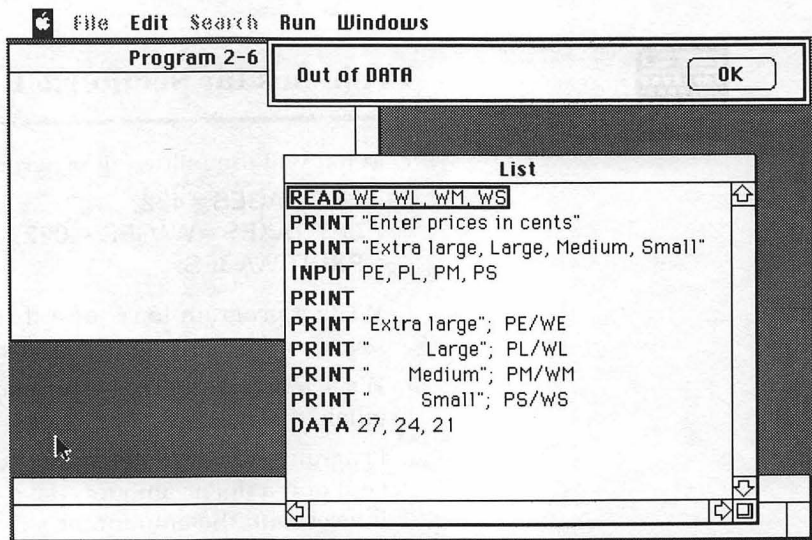 File Edit Search Run Windows
Program 2-6
Out of DATA
OK
List
READ WE, WL, WM, WS
PRINT "Enter prices in cents"
PRINT "Extra large, Large, Medium, Small"
INPUT PE, PL, PM, PS
PRINT
PRINT "Extra large"; PE/WE
PRINT "       Large"; PL/WL
PRINT "     Medium"; PM/WM
PRINT "       Small"; PS/WS
DATA 27, 24, 21